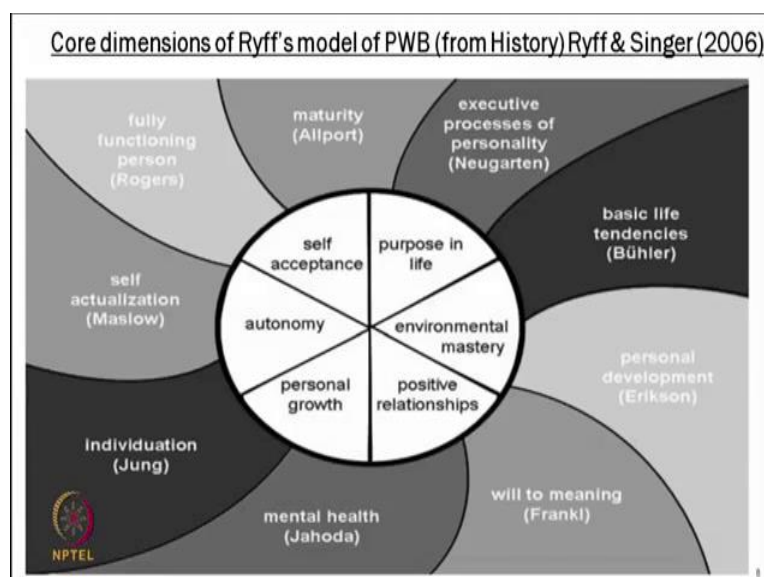 Core dimensions of Ryff's model of PWB (from History) Ryff & Singer (2006)
fully
functioning
person
(Rogers)
maturity
(Allport)
executive
processes of
personality
(Neugarten)
basic life
tendencies
(Bühler)
self
acceptance
purpose in
life
self
actualization
(Maslow)
autonomy
environmental
mastery
personal
development
(Erikson)
personal
growth
positive
relationships
individuation
(Jung)
mental health
(Jahoda)
will to meaning
(Frankl)
NPTEL